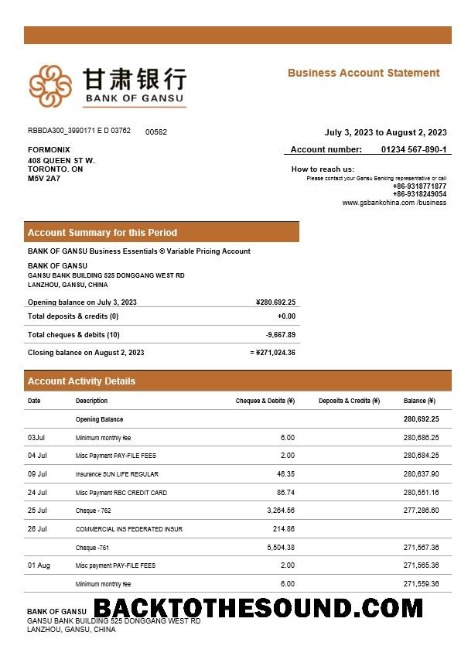 甘肃银行
BANK OF GANSU
Business Account Statement
RBBDA300_3990171 E D 03762 00582
July 3, 2023 to August 2, 2023
FORMONIX
Account number: 01234 567-890-1
408 QUEEN ST W.
TORONTO. ON
M5V 2A7
How to reach us:
Please contact your Gansu Banking representative or call
+86-9318771877
+86-9318249054
www.gsbankchina.com /business
Account Summary for this Period
BANK OF GANSU Business Essentials ® Variable Pricing Account
BANK OF GANSU
GANSU BANK BUILDING 525 DONGGANG WEST RD
LANZHOU, GANSU, CHINA
Opening balance on July 3, 2023 ¥280.692.25
Total deposits & credits (0) +0.00
Total cheques & debits (10) -9,667.89
Closing balance on August 2, 2023 = ¥271,024.36
Account Activity Details
Date Description Cheques & Debits (¥) Deposits & Credits (¥) Balance (¥)
Opening Balance 280,692.25
03Jul Minimum monthly fee 6.00 280,686.25
04 Jul Misc Payment PAY-FILE FEES 2.00 280,684.25
09 Jul Insurance SUN LIFE REGULAR 46.35 280,637.90
24 Jul Misc Payment RBC CREDIT CARD 86.74 280,551.16
25 Jul Cheque - 762 3,264.56 277,286.60
26 Jul COMMERCIAL INS FEDERATED INSUR 214.86
Cheque -761 5,504.38 271,567.36
01 Aug Misc payment PAY-FILE FEES 2.00 271,565.36
Minimum monthly fee 6.00 271,559.36
BANK OF GANSU
GANSU BANK BUILDING 525 DONGGANG WEST RD
LANZHOU, GANSU, CHINA
BACKTOTHESOUND.COM